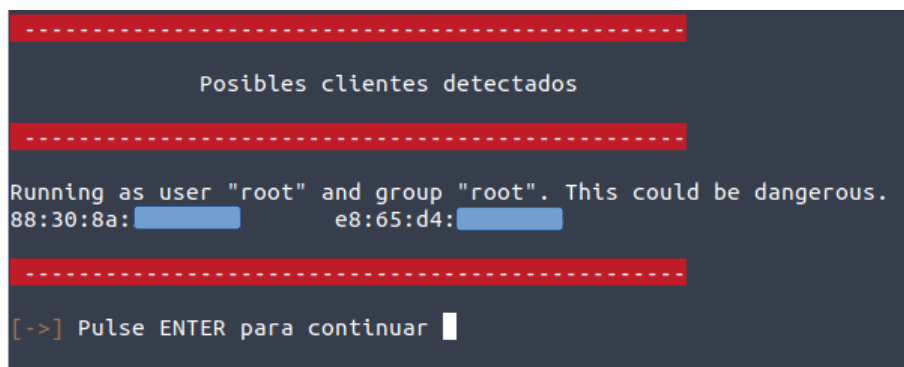 -------------------------------------------------
Posibles clientes detectados
-------------------------------------------------
Running as user "root" and group "root". This could be dangerous.
88:30:8a: e8:65:d4:
-------------------------------------------------
[->] Pulse ENTER para continuar